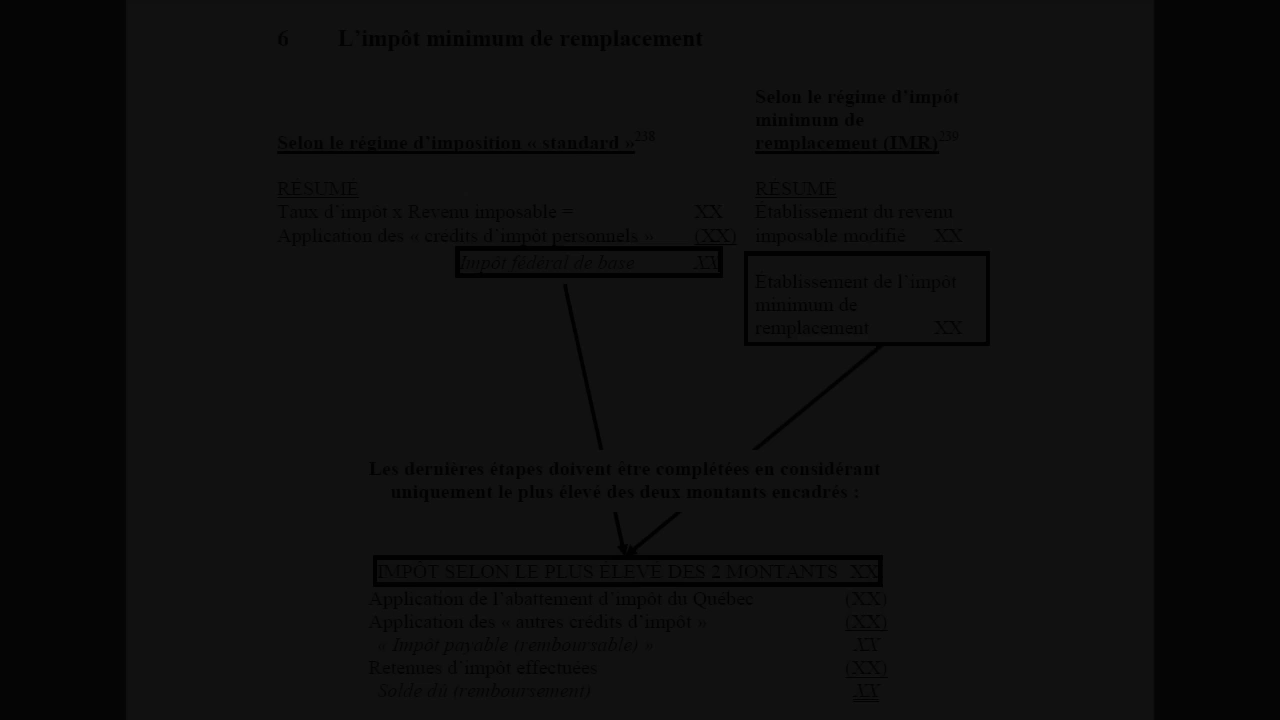 6 L'impôt minimum de remplacement
Selon le régime d'imposition « standard »238
RÉSUMÉ
Taux d'impôt x Revenu imposable = XX
Application des « crédits d'impôt personnels » (XX)
Impôt fédéral de base XX
Selon le régime d'impôt
minimum de
remplacement (IMR)239
RÉSUMÉ
Établissement du revenu
imposable modifié XX
Établissement de l'impôt
minimum de
remplacement XX
Les dernières étapes doivent être complétées en considérant
uniquement le plus élevé des deux montants encadrés :
IMPÔT SELON LE PLUS ÉLEVÉ DES 2 MONTANTS XX
Application de l'abattement d'impôt du Québec (XX)
Application des « autres crédits d'impôt » (XX)
« Impôt payable (remboursable) » XX
Retenues d'impôt effectuées (XX)
Solde dû (remboursement) XX